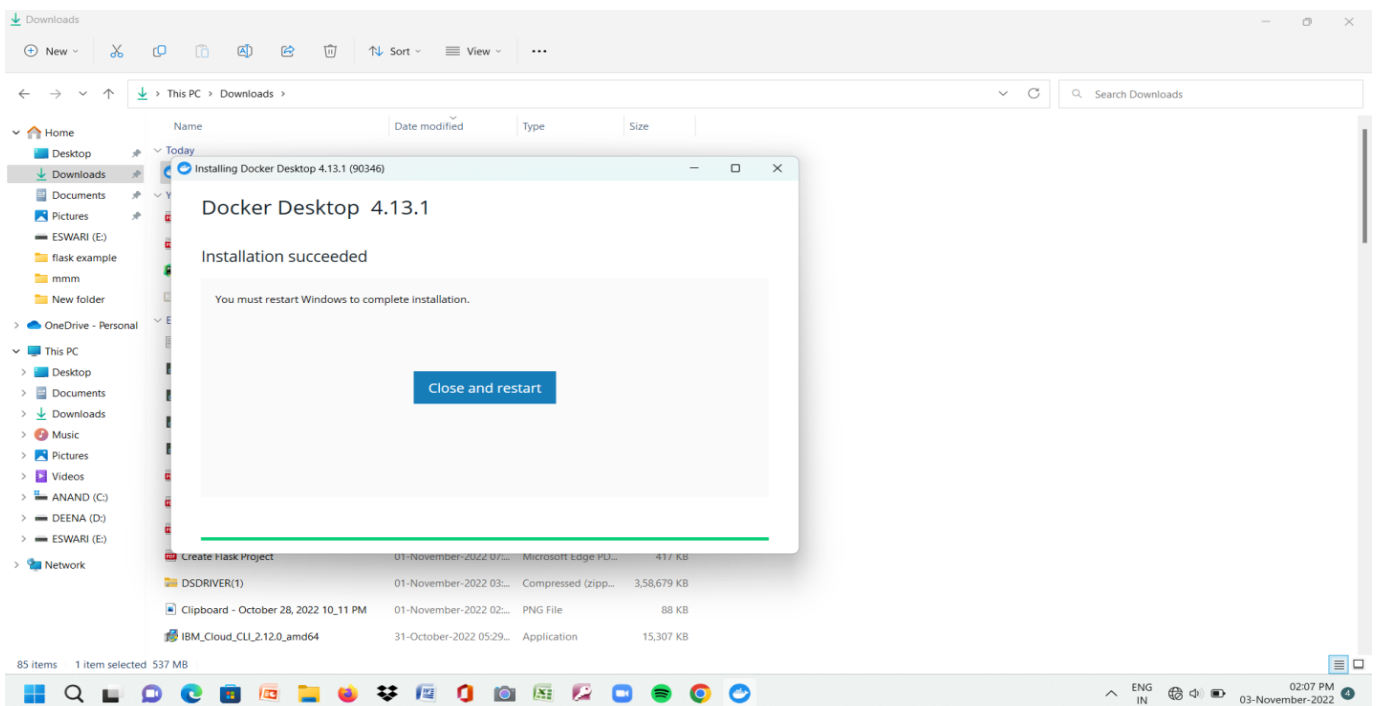 Downloads
New
Sort
View
This PC > Downloads >
Search Downloads
Name Date modified Type Size
Home
Desktop
Downloads
Documents
Pictures
ESWARI (E:)
flask example
mmm
New folder
OneDrive - Personal
This PC
Desktop
Documents
Downloads
Music
Pictures
Videos
ANAND (C:)
DEENA (D:)
ESWARI (E:)
Network
Today
Installing Docker Desktop 4.13.1 (90346)
Docker Desktop 4.13.1
Installation succeeded
You must restart Windows to complete installation.
Close and restart
Create Flask Project 01-November-2022 07:... Microsoft Edge PD... 417 KB
DSDRIVER(1) 01-November-2022 03:... Compressed (zipp... 3,58,679 KB
Clipboard - October 28, 2022 10_11 PM 01-November-2022 02:... PNG File 88 KB
IBM_Cloud_CLI_2.12.0_amd64 31-October-2022 05:29... Application 15,307 KB
85 items 1 item selected 537 MB
ENG
IN
02:07 PM
03-November-2022
4